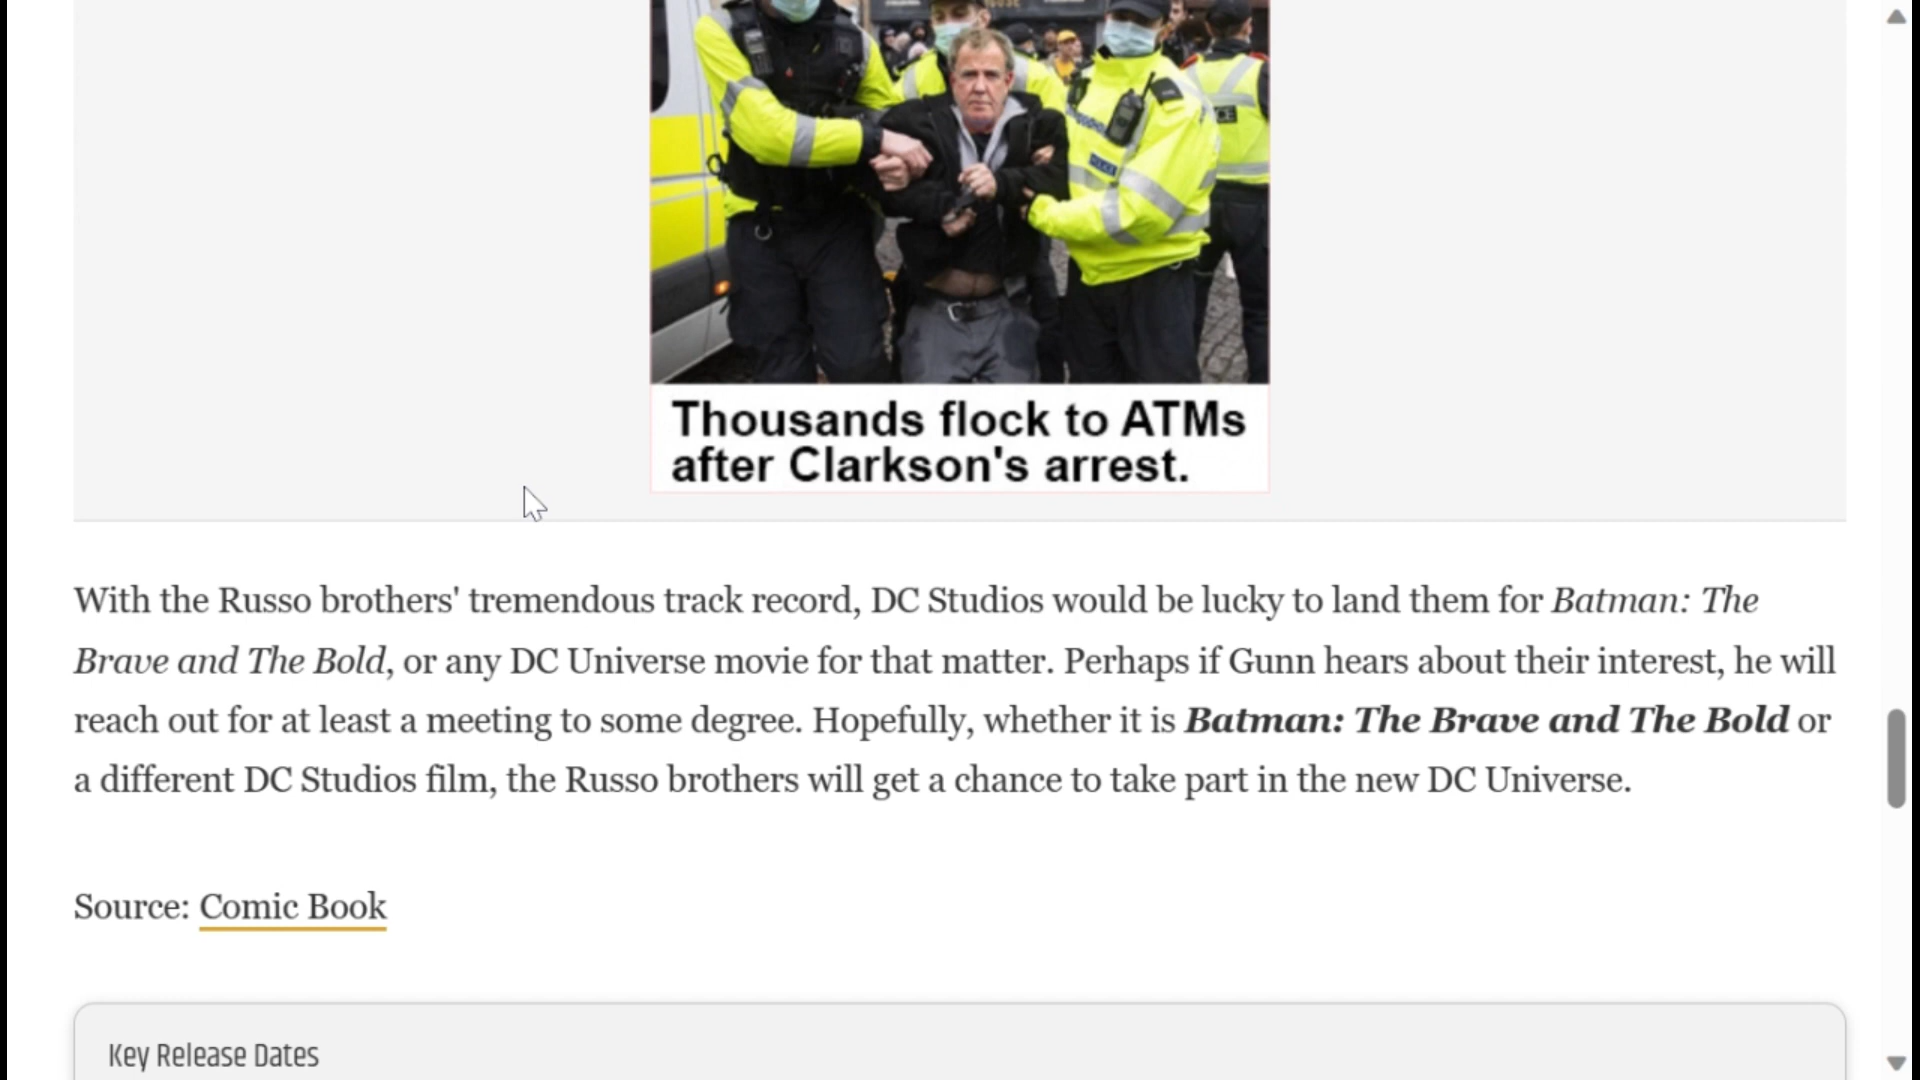 Thousands flock to ATMs
after Clarkson's arrest.
With the Russo brothers' tremendous track record, DC Studios would be lucky to land them for Batman: The
Brave and The Bold, or any DC Universe movie for that matter. Perhaps if Gunn hears about their interest, he will
reach out for at least a meeting to some degree. Hopefully, whether it is Batman: The Brave and The Bold or
a different DC Studios film, the Russo brothers will get a chance to take part in the new DC Universe.
Source: Comic Book
Key Release Dates